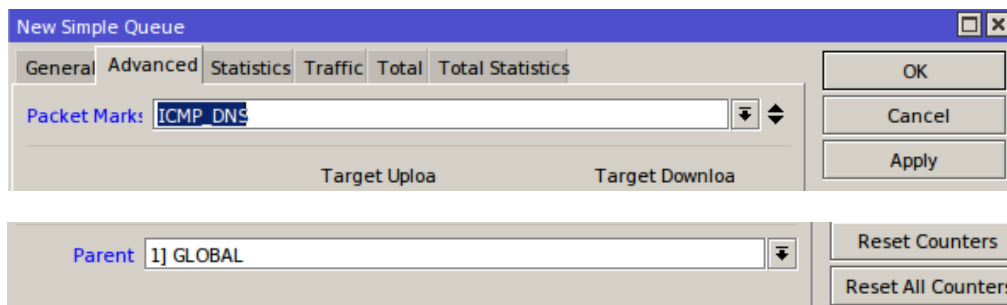 New Simple Queue
General Advanced Statistics Traffic Total Total Statistics
OK
Packet Marks ICMP_DNS
Cancel
Apply
Target Uploa Target Downloa
Parent 1] GLOBAL
Reset Counters
Reset All Counters